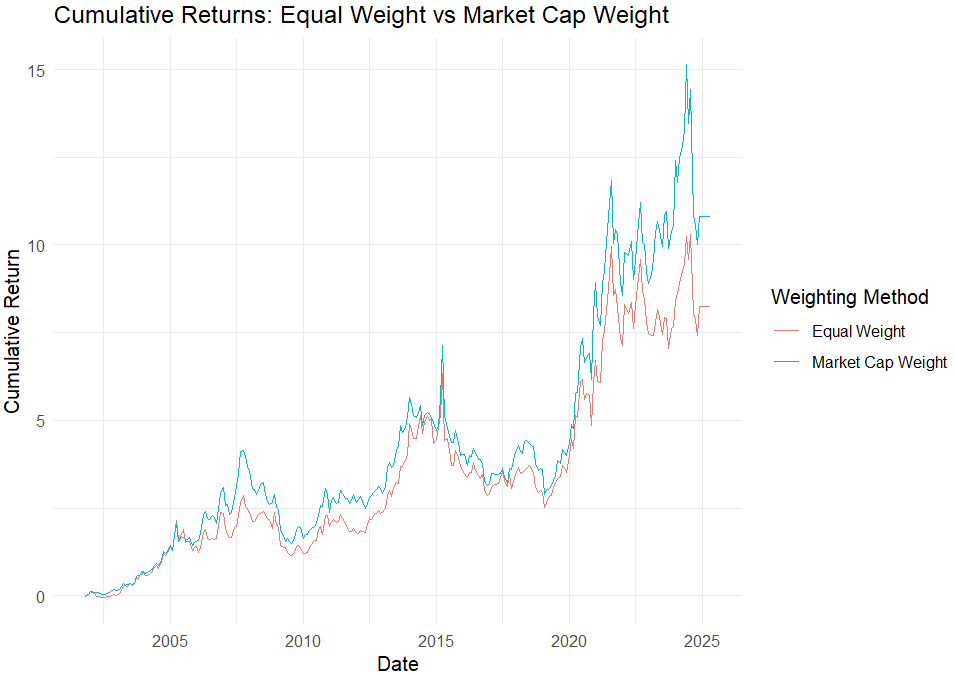 Cumulative Returns: Equal Weight vs Market Cap Weight
15
10
5
0
Cumulative Return
2005 2010 2015 2020 2025
Date
Weighting Method
Equal Weight
Market Cap Weight